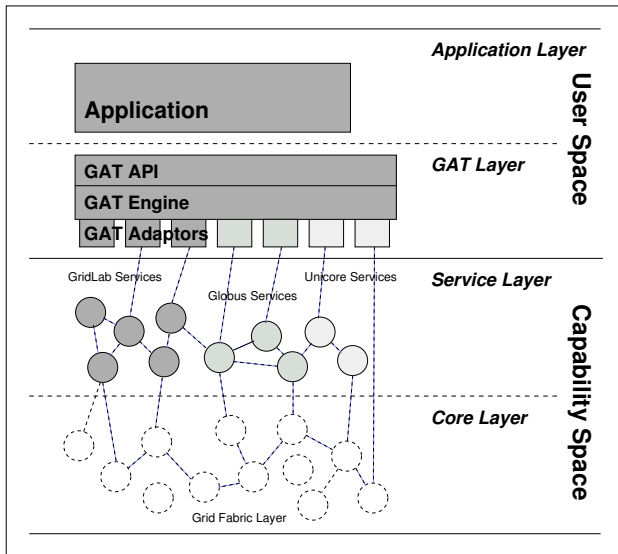 Application Layer
Application
User Space
GAT Layer
GAT API
GAT Engine
GAT Adaptors
GridLab Services
Globus Services
Unicore Services
Service Layer
Capability Space
Core Layer
Grid Fabric Layer